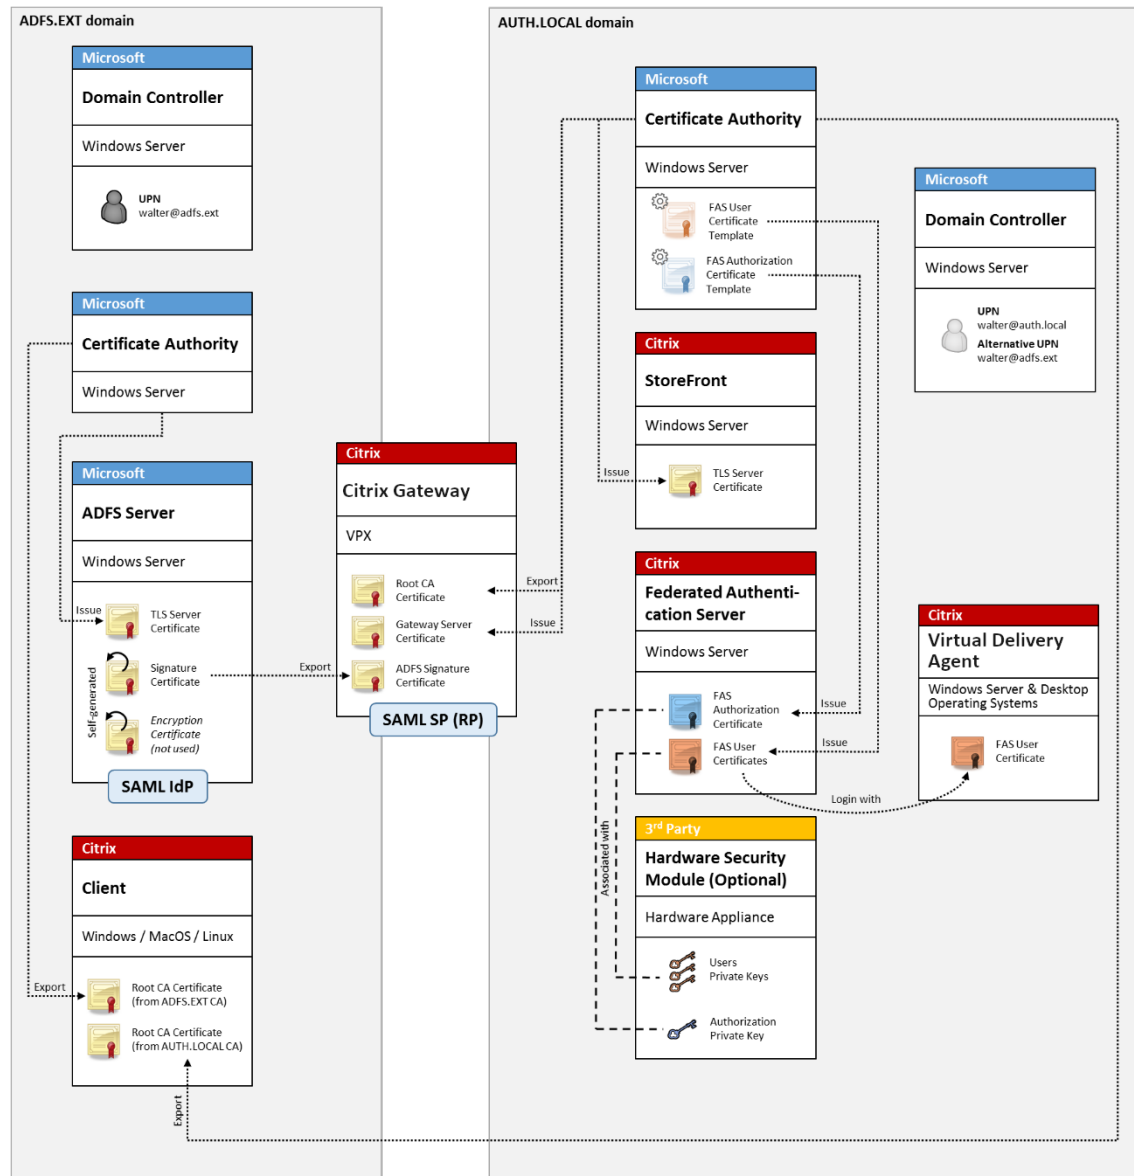 ADFS.EXT domain
Microsoft
Domain Controller
Windows Server
UPN
walter@adfs.ext
Microsoft
Certificate Authority
Windows Server
Microsoft
ADFS Server
Windows Server
Issue
TLS Server
Certificate
Self-generated
Signature
Certificate
Export
Encryption
Certificate
(not used)
SAML IdP
Citrix
Client
Windows / MacOS / Linux
Export
Root CA Certificate
(from ADFS.EXT CA)
Root CA Certificate
(from AUTH.LOCAL CA)
Export
Citrix
Citrix Gateway
VPX
Root CA
Certificate
Export
Gateway Server
Certificate
Issue
ADFS Signature
Certificate
SAML SP (RP)
AUTH.LOCAL domain
Microsoft
Certificate Authority
Windows Server
FAS User
Certificate
Template
FAS Authorization
Certificate
Template
Citrix
StoreFront
Windows Server
Issue
TLS Server
Certificate
Citrix
Federated Authenti-
cation Server
Windows Server
FAS
Authorization
Certificate
Issue
FAS User
Certificates
Issue
Login with
Associated with
3rd Party
Hardware Security
Module (Optional)
Hardware Appliance
Users
Private Keys
Authorization
Private Key
Microsoft
Domain Controller
Windows Server
UPN
walter@auth.local
Alternative UPN
walter@adfs.ext
Citrix
Virtual Delivery
Agent
Windows Server & Desktop
Operating Systems
FAS User
Certificate